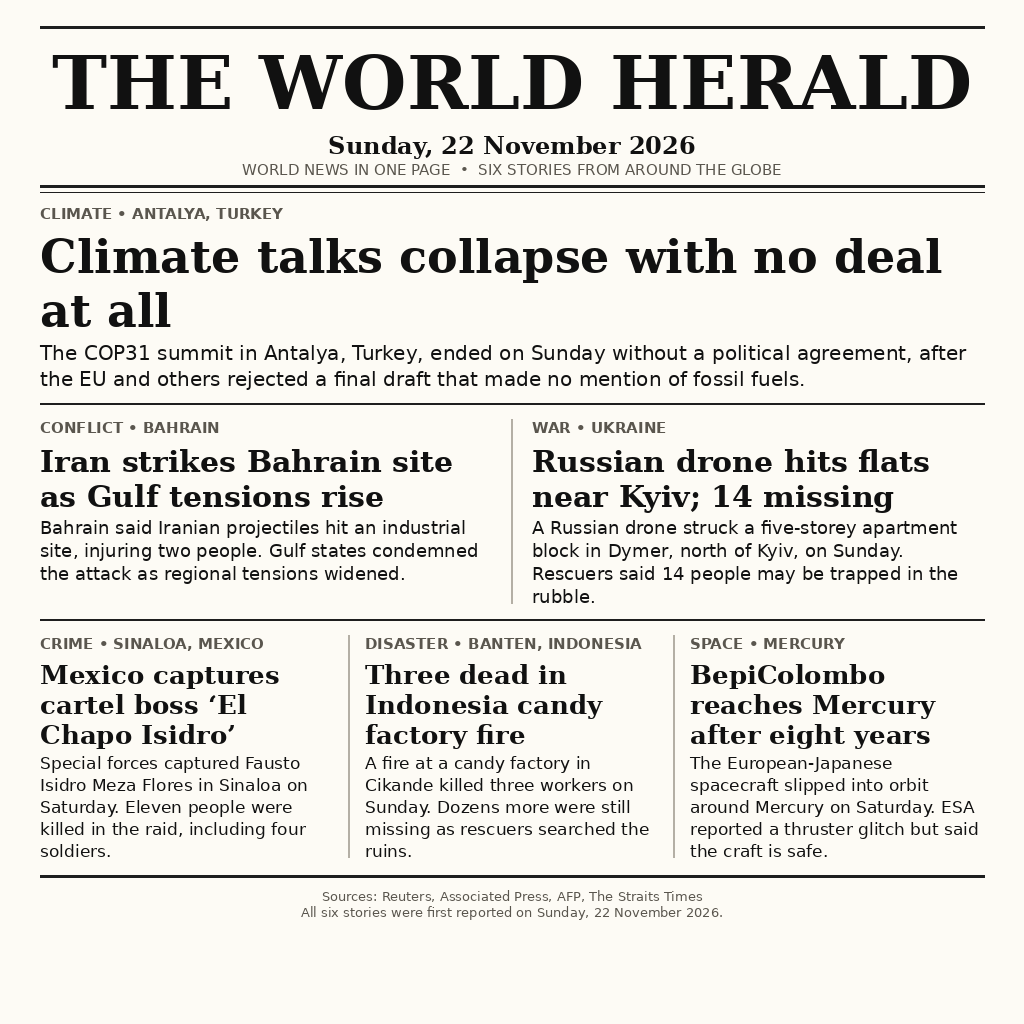 THE WORLD HERALD
Sunday, 22 November 2026
WORLD NEWS IN ONE PAGE • SIX STORIES FROM AROUND THE GLOBE
CLIMATE • ANTALYA, TURKEY
Climate talks collapse with no deal
at all
The COP31 summit in Antalya, Turkey, ended on Sunday without a political agreement, after
the EU and others rejected a final draft that made no mention of fossil fuels.
CONFLICT • BAHRAIN
Iran strikes Bahrain site
as Gulf tensions rise
Bahrain said Iranian projectiles hit an industrial
site, injuring two people. Gulf states condemned
the attack as regional tensions widened.
WAR • UKRAINE
Russian drone hits flats
near Kyiv; 14 missing
A Russian drone struck a five-storey apartment
block in Dymer, north of Kyiv, on Sunday.
Rescuers said 14 people may be trapped in the
rubble.
CRIME • SINALOA, MEXICO
Mexico captures
cartel boss ‘El
Chapo Isidro’
Special forces captured Fausto
Isidro Meza Flores in Sinaloa on
Saturday. Eleven people were
killed in the raid, including four
soldiers.
DISASTER • BANTEN, INDONESIA
Three dead in
Indonesia candy
factory fire
A fire at a candy factory in
Cikande killed three workers on
Sunday. Dozens more were still
missing as rescuers searched the
ruins.
SPACE • MERCURY
BepiColombo
reaches Mercury
after eight years
The European-Japanese
spacecraft slipped into orbit
around Mercury on Saturday. ESA
reported a thruster glitch but said
the craft is safe.
Sources: Reuters, Associated Press, AFP, The Straits Times
All six stories were first reported on Sunday, 22 November 2026.